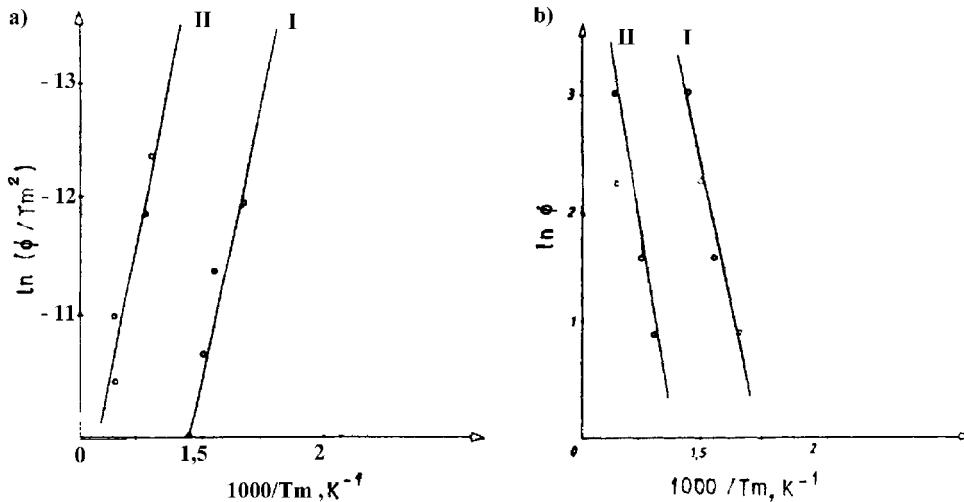 a)
II
I
- 13
- 12
- 11
ln (ϕ/Tm²)
0
1,5
2
1000/Tm , K⁻¹
b)
II
I
3
2
1
ln ϕ
0
1,5
2
1000 / Tm, K⁻¹